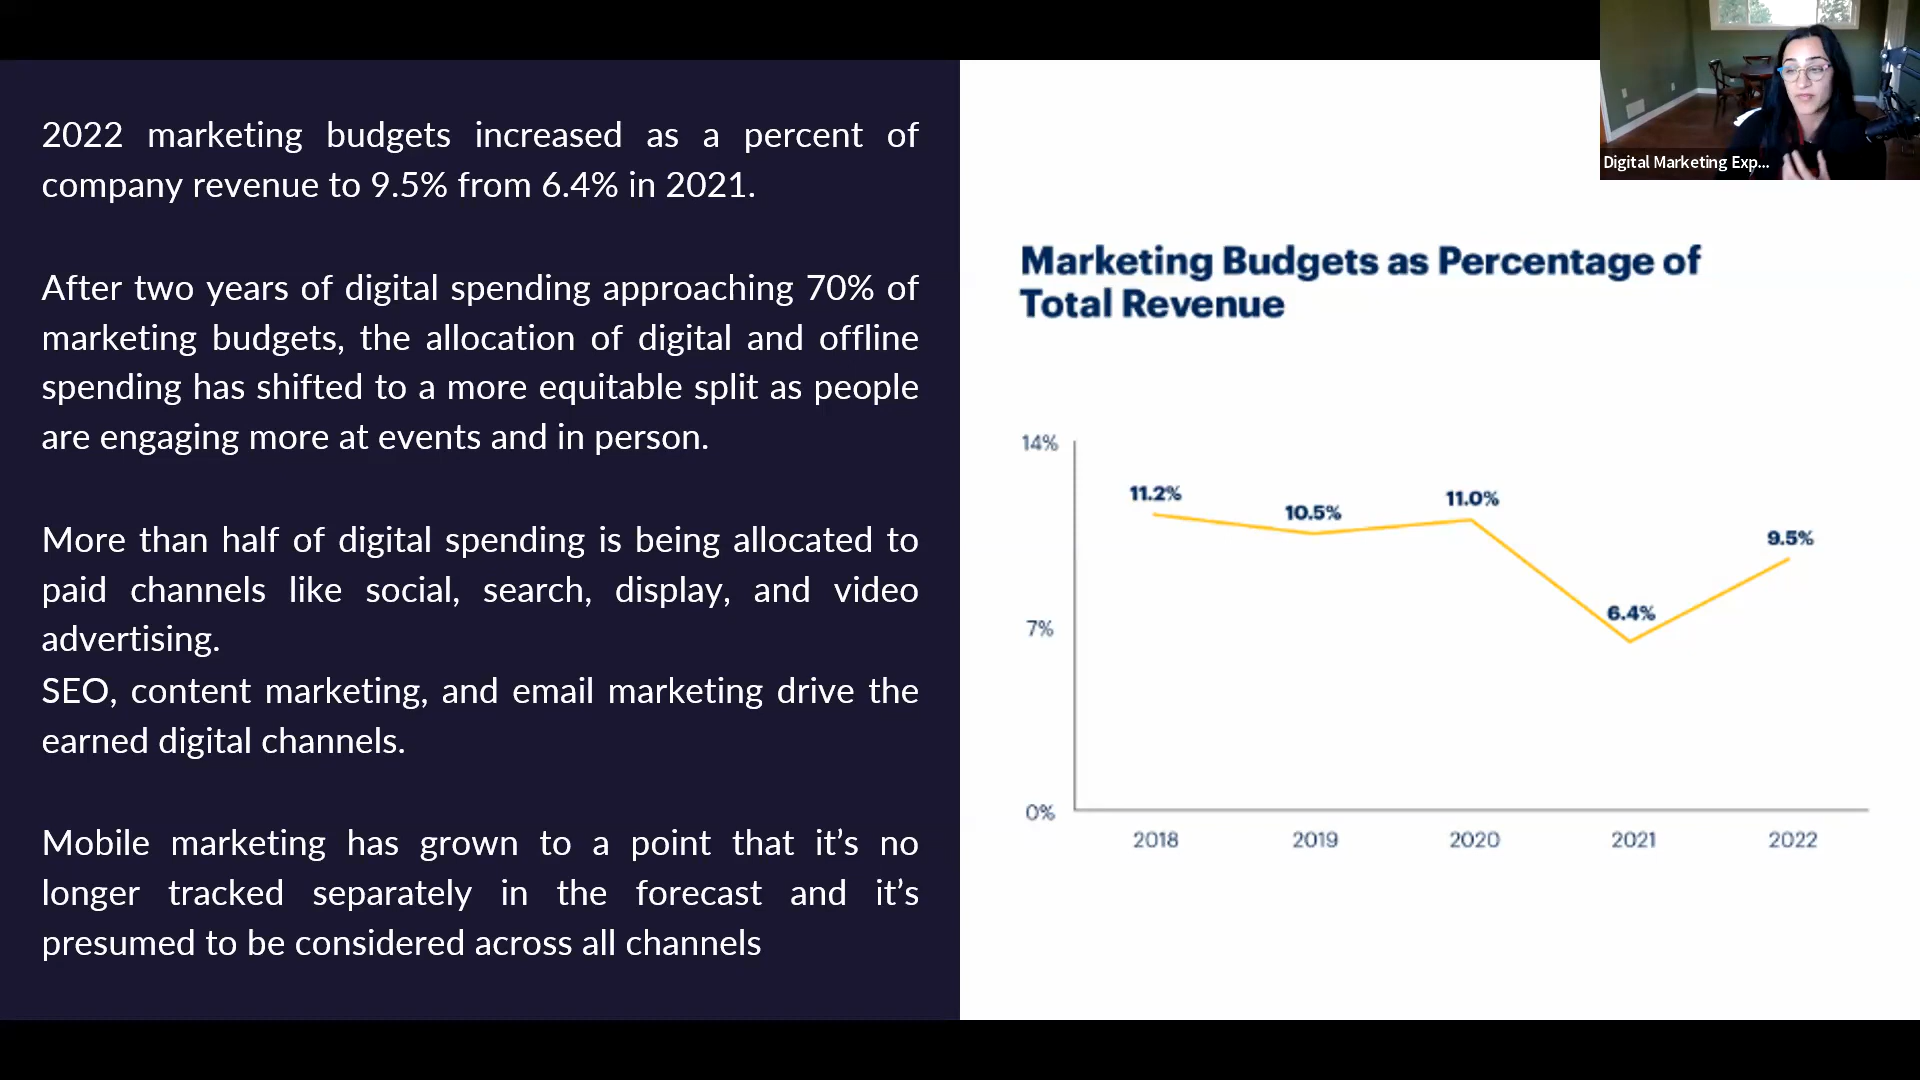 Digital Marketing Exp...
2022 marketing budgets increased as a percent of
company revenue to 9.5% from 6.4% in 2021.
After two years of digital spending approaching 70% of
marketing budgets, the allocation of digital and offline
spending has shifted to a more equitable split as people
are engaging more at events and in person.
More than half of digital spending is being allocated to
paid channels like social, search, display, and video
advertising.
SEO, content marketing, and email marketing drive the
earned digital channels.
Mobile marketing has grown to a point that it’s no
longer tracked separately in the forecast and it’s
presumed to be considered across all channels
Marketing Budgets as Percentage of
Total Revenue
14%
11.2%
10.5%
11.0%
9.5%
6.4%
7%
0%
2018 2019 2020 2021 2022